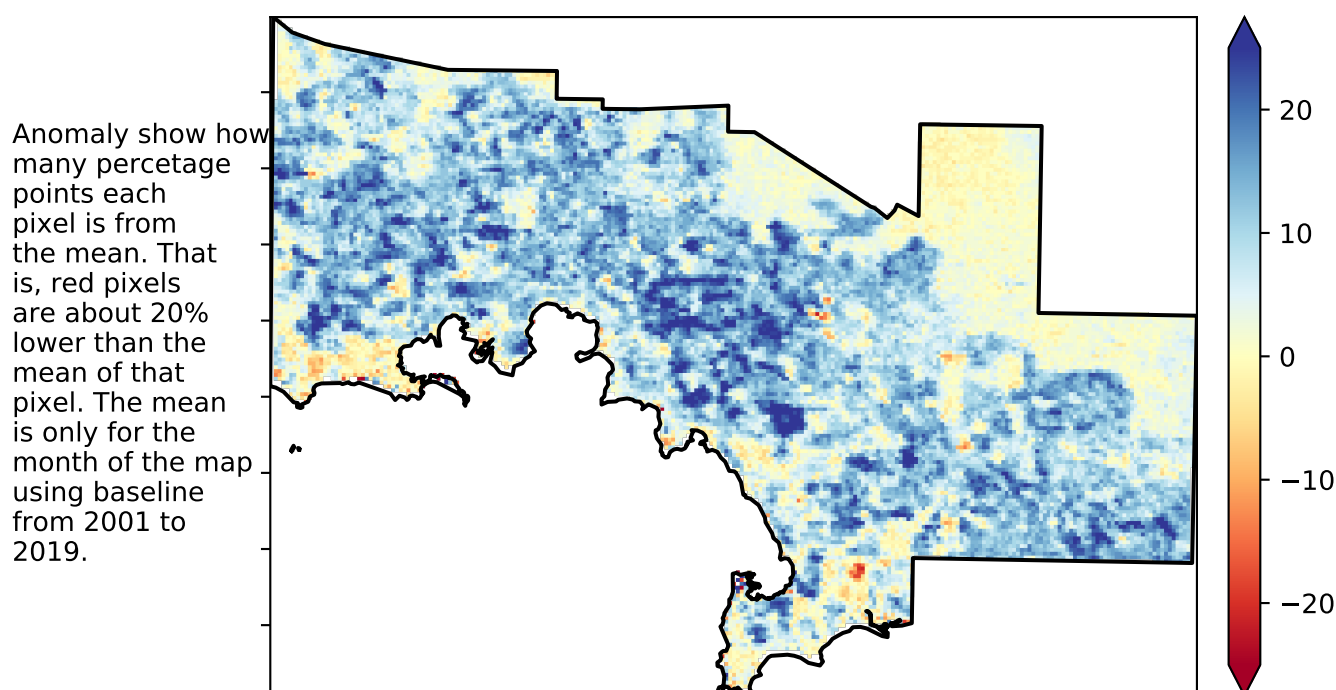 Anomaly show how
many percetage
points each
pixel is from
the mean. That
is, red pixels
are about 20%
lower than the
mean of that
pixel. The mean
is only for the
month of the map
using baseline
from 2001 to
2019.
20
10
0
−10
−20